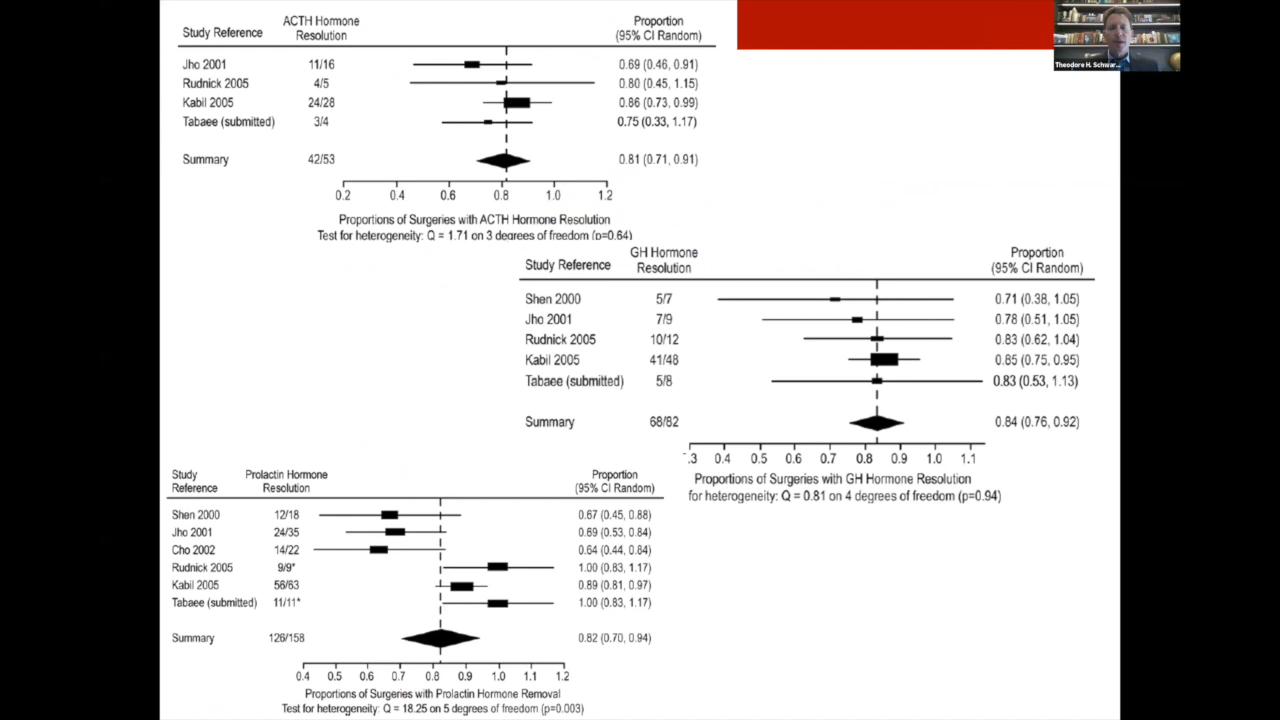 ACTH Hormone Proportion
Study Reference Resolution (95% CI Random)
Jho 2001 11/16 0.69 (0.46, 0.91)
Rudnick 2005 4/5 0.80 (0.45, 1.15)
Kabil 2005 24/28 0.86 (0.73, 0.99)
Tabaee (submitted) 3/4 0.75 (0.33, 1.17)
Summary 42/53 0.81 (0.71, 0.91)
0.2 0.4 0.6 0.8 1.0 1.2
Proportions of Surgeries with ACTH Hormone Resolution
Test for heterogeneity: Q = 1.71 on 3 degrees of freedom (p=0.64)
Theodore H. Schwar...
GH Hormone Proportion
Study Reference Resolution (95% CI Random)
Shen 2000 5/7 0.71 (0.38, 1.05)
Jho 2001 7/9 0.78 (0.51, 1.05)
Rudnick 2005 10/12 0.83 (0.62, 1.04)
Kabil 2005 41/48 0.85 (0.75, 0.95)
Tabaee (submitted) 5/8 0.83 (0.53, 1.13)
Summary 68/82 0.84 (0.76, 0.92)
.3 0.4 0.5 0.6 0.7 0.8 0.9 1.0 1.1
Proportions of Surgeries with GH Hormone Resolution
for heterogeneity: Q = 0.81 on 4 degrees of freedom (p=0.94)
Study Prolactin Hormone Proportion
Reference Resolution (95% CI Random)
Shen 2000 12/18 0.67 (0.45, 0.88)
Jho 2001 24/35 0.69 (0.53, 0.84)
Cho 2002 14/22 0.64 (0.44, 0.84)
Rudnick 2005 9/9* 1.00 (0.83, 1.17)
Kabil 2005 56/63 0.89 (0.81, 0.97)
Tabaee (submitted) 11/11* 1.00 (0.83, 1.17)
Summary 126/158 0.82 (0.70, 0.94)
0.4 0.5 0.6 0.7 0.8 0.9 1.0 1.1 1.2
Proportions of Surgeries with Prolactin Hormone Removal
Test for heterogeneity: Q = 18.25 on 5 degrees of freedom (p=0.003)